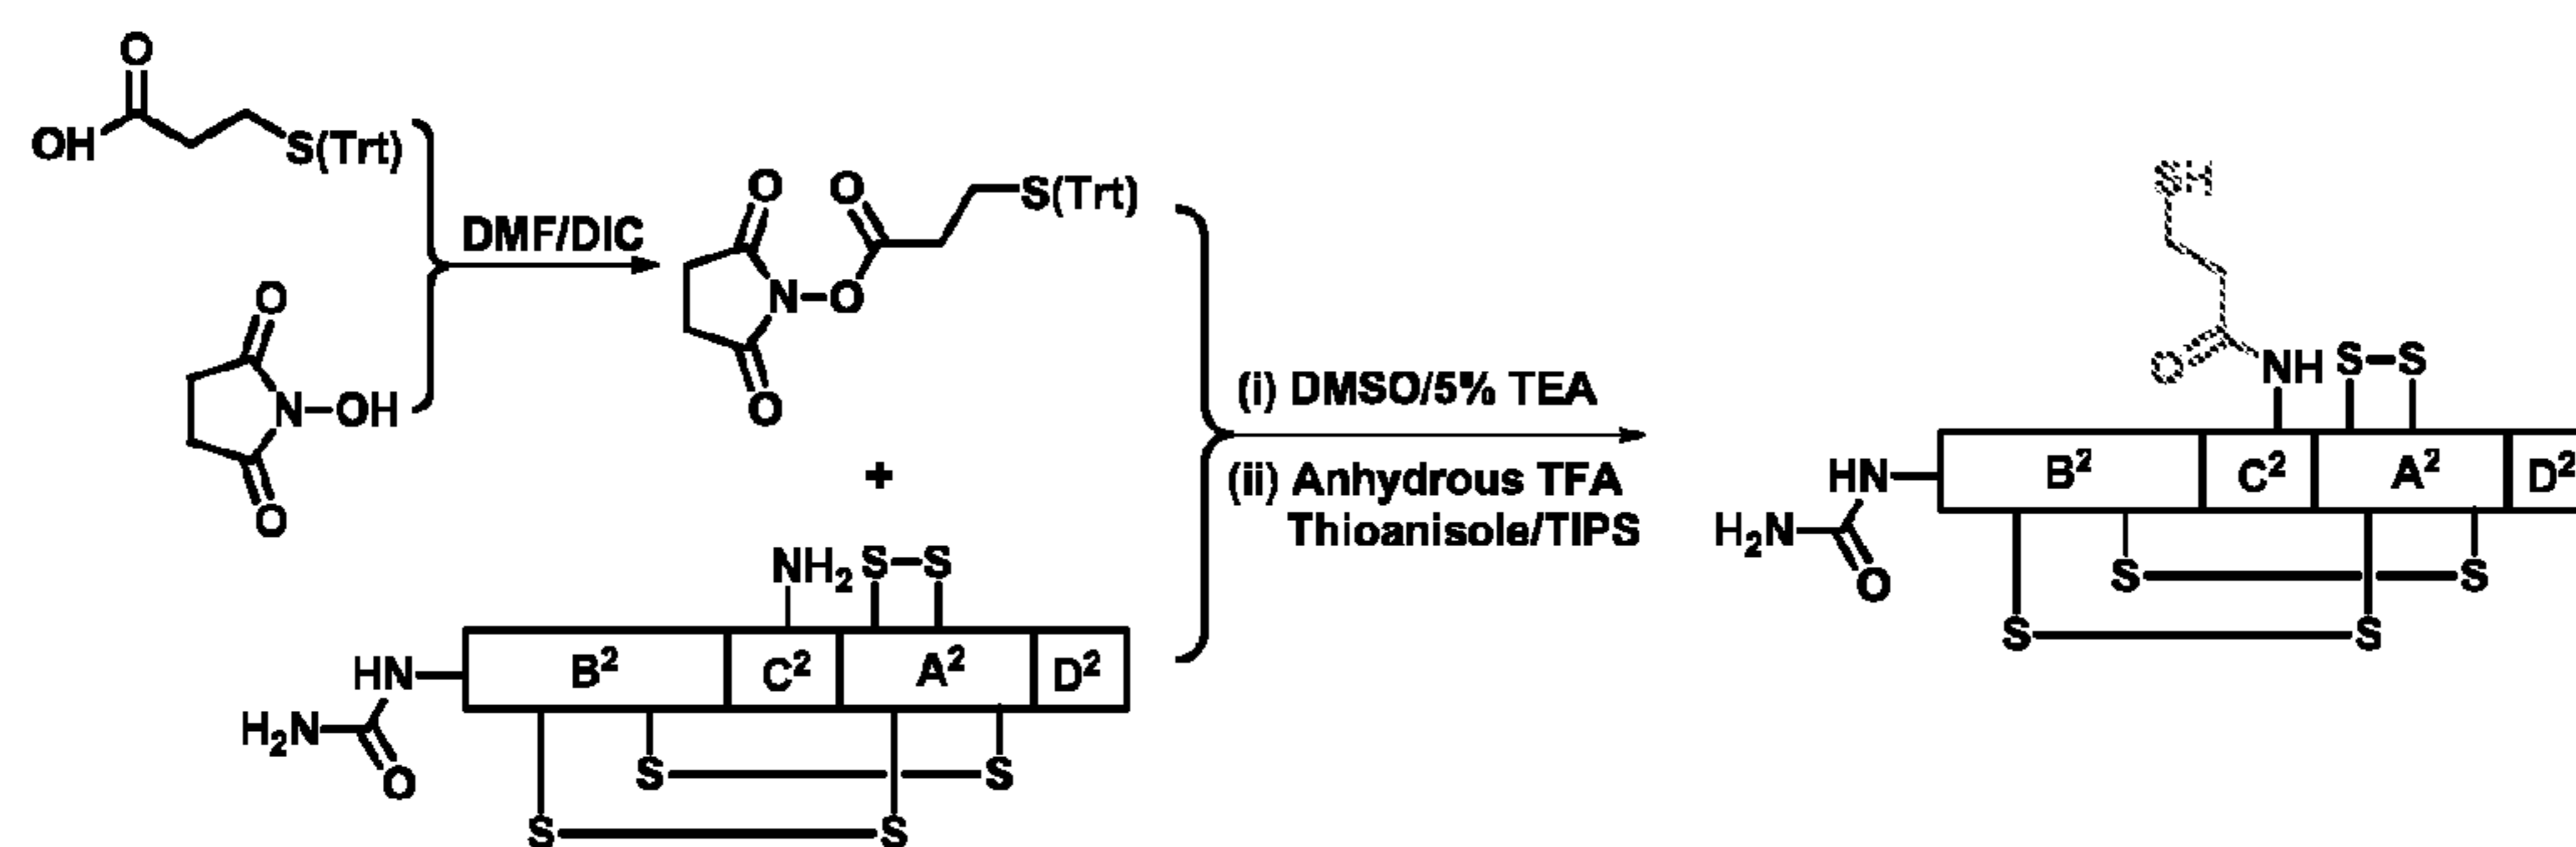 O
OH
S(Trt)
O
N–OH
O
DMF/DIC
O
O
S(Trt)
N–O
O
+
NH2
S–S
HN
B²
C²
A²
D²
H2N
O
S
S
S
S
(i) DMSO/5% TEA
(ii) Anhydrous TFA
Thioanisole/TIPS
SH
O
NH
S–S
HN
B²
C²
A²
D²
H2N
O
S
S
S
S